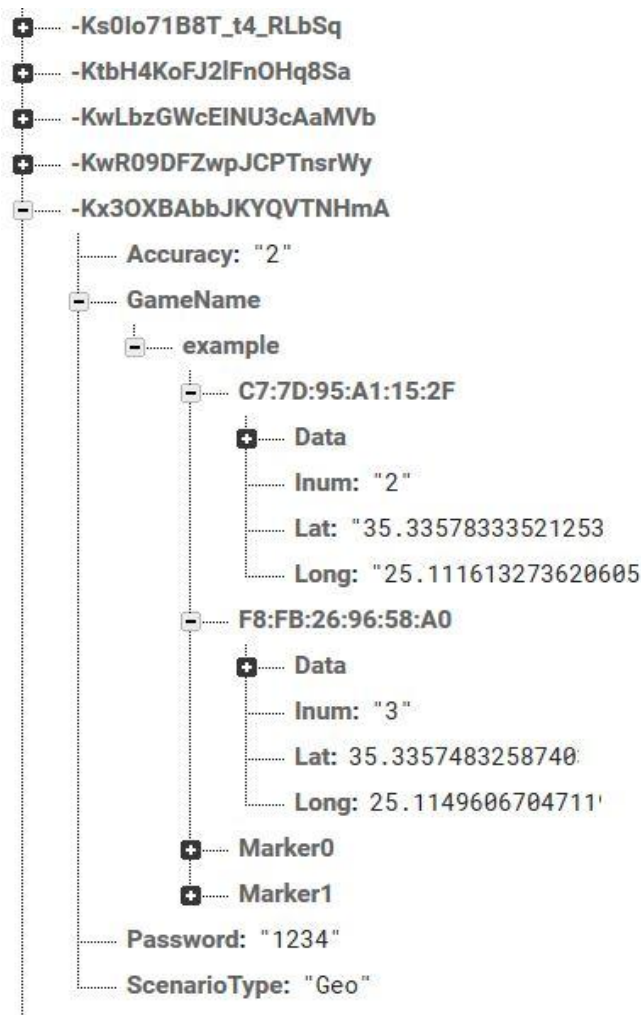 -Ks0Io71B8T_t4_RLbSq
-KtbH4KoFJ2lFnOHq8Sa
-KwLbzGWcEINU3cAaMVb
-KwR09DFZwpJCPTnsrWy
-Kx3OXBAbbJKYQVTNHmA
Accuracy: "2"
GameName
example
C7:7D:95:A1:15:2F
Data
Inum: "2"
Lat: "35.33578333521253
Long: "25.111613273620605
F8:FB:26:96:58:A0
Data
Inum: "3"
Lat: 35.3357483258740
Long: 25.1149606704711
Marker0
Marker1
Password: "1234"
ScenarioType: "Geo"